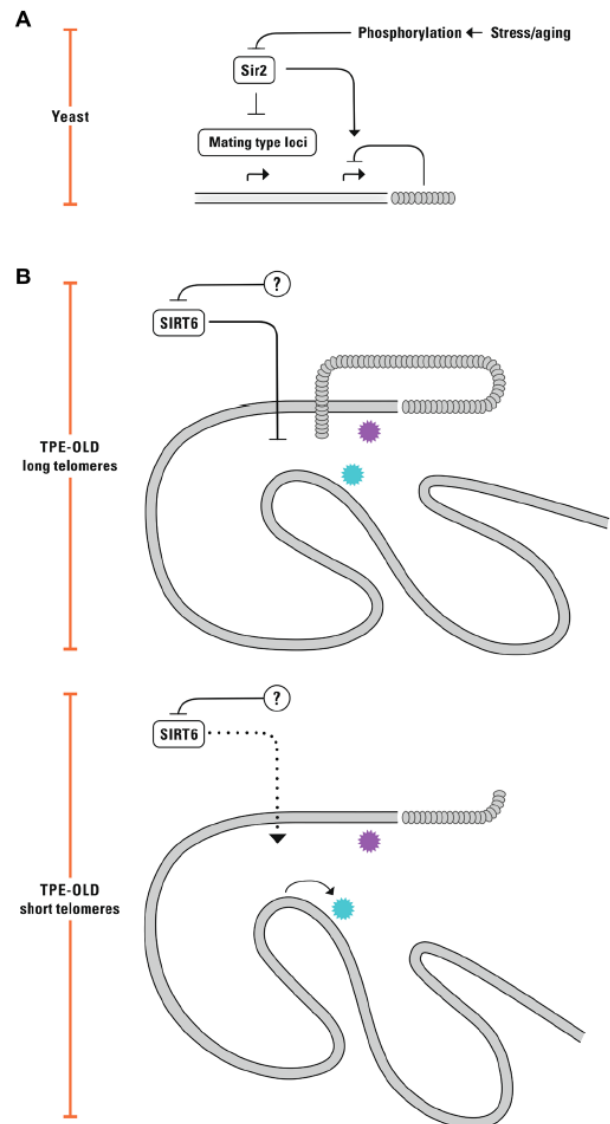 A
Phosphorylation
Stress/aging
Sir2
Yeast
Mating type loci
B
?
SIRT6
TPE-OLD
long telomeres
?
SIRT6
TPE-OLD
short telomeres